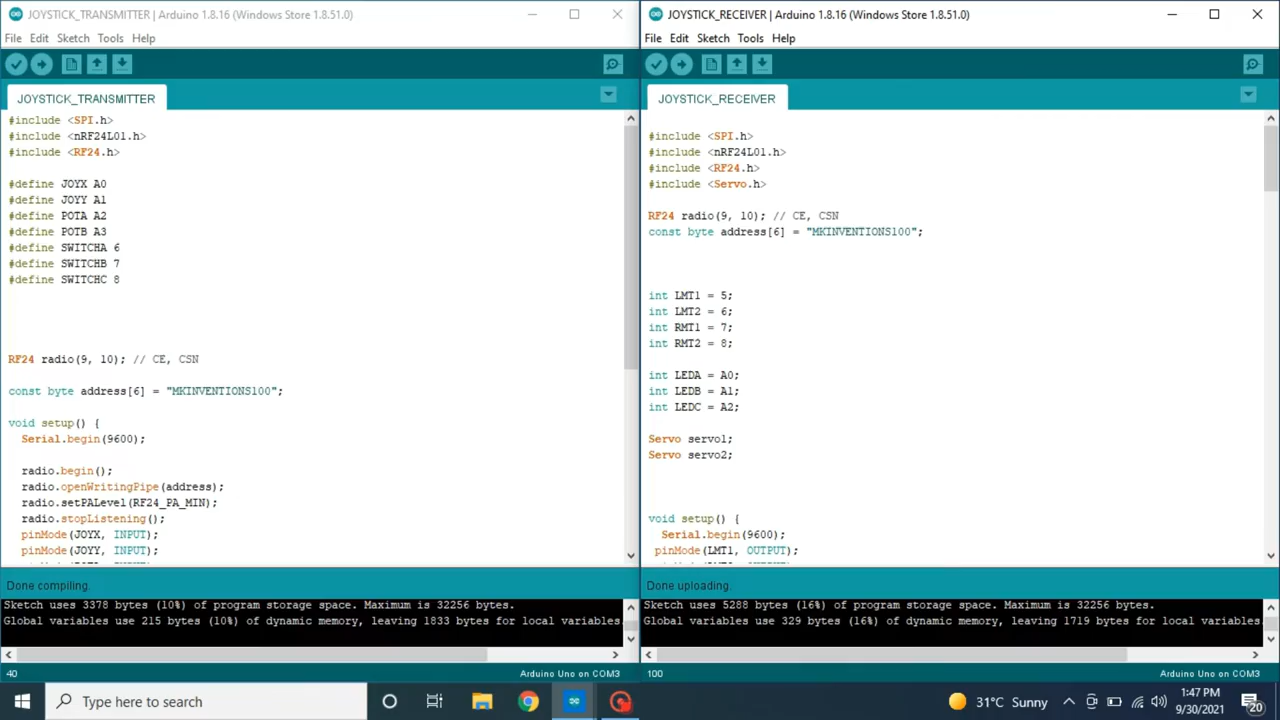 JOYSTICK_TRANSMITTER | Arduino 1.8.16 (Windows Store 1.8.51.0)
File Edit Sketch Tools Help
JOYSTICK_TRANSMITTER
#include <SPI.h>
#include <nRF24L01.h>
#include <RF24.h>
#define JOYX A0
#define JOYY A1
#define POTA A2
#define POTB A3
#define SWITCHA 6
#define SWITCHB 7
#define SWITCHC 8
RF24 radio(9, 10); // CE, CSN
const byte address[6] = "MKINVENTIONS100";
void setup() {
Serial.begin(9600);
radio.begin();
radio.openWritingPipe(address);
radio.setPALevel(RF24_PA_MIN);
radio.stopListening();
pinMode(JOYX, INPUT);
pinMode(JOYY, INPUT);
Done compiling.
Sketch uses 3378 bytes (10%) of program storage space. Maximum is 32256 bytes.
Global variables use 215 bytes (10%) of dynamic memory, leaving 1833 bytes for local variables.
40
Arduino Uno on COM3
JOYSTICK_RECEIVER | Arduino 1.8.16 (Windows Store 1.8.51.0)
File Edit Sketch Tools Help
JOYSTICK_RECEIVER
#include <SPI.h>
#include <nRF24L01.h>
#include <RF24.h>
#include <Servo.h>
RF24 radio(9, 10); // CE, CSN
const byte address[6] = "MKINVENTIONS100";
int LMT1 = 5;
int LMT2 = 6;
int RMT1 = 7;
int RMT2 = 8;
int LEDA = A0;
int LEDB = A1;
int LEDC = A2;
Servo servo1;
Servo servo2;
void setup() {
Serial.begin(9600);
pinMode(LMT1, OUTPUT);
Done uploading.
Sketch uses 5288 bytes (16%) of program storage space. Maximum is 32256 bytes.
Global variables use 329 bytes (16%) of dynamic memory, leaving 1719 bytes for local variables.
100
Arduino Uno on COM3
Type here to search
31°C Sunny
1:47 PM
9/30/2021
20